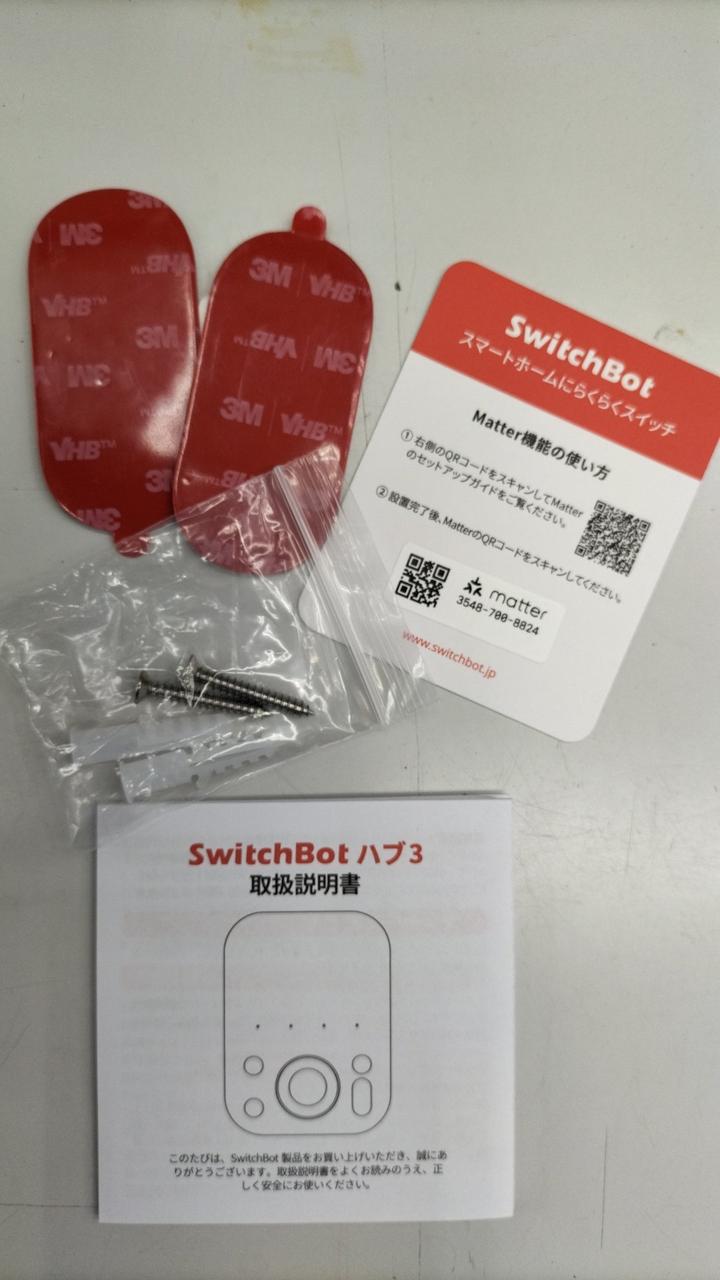 3M VHB™
SwitchBot
スマートホームにらくらくスイッチ
Matter機能の使い方
① 右側のQRコードをスキャンしてMatter
のセットアップガイドをご覧ください。
② 設置完了後、MatterのQRコードをスキャンしてください。
matter
3548-700-8824
www.switchbot.jp
SwitchBot ハブ3
取扱説明書
このたびは、SwitchBot 製品をお買い上げいただき、誠にあ
りがとうございます。取扱説明書をよくお読みのうえ、正
しく安全にお使いください。